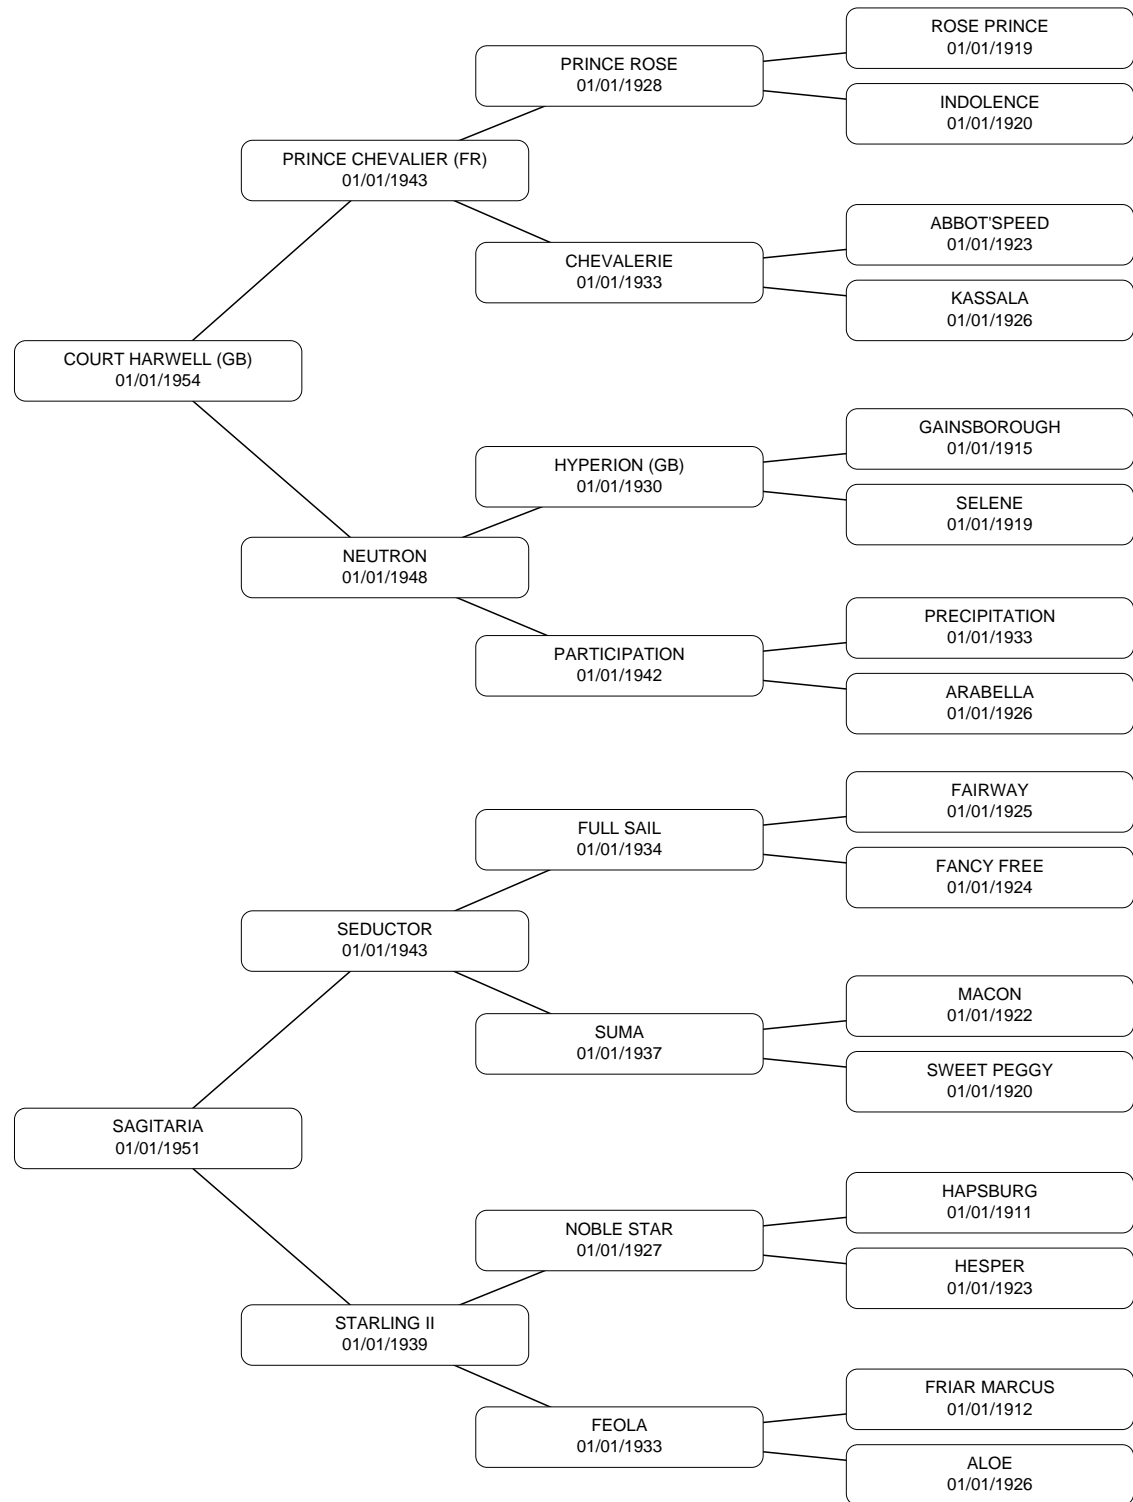 ROSE PRINCE
01/01/1919
PRINCE ROSE
01/01/1928
INDOLENCE
01/01/1920
PRINCE CHEVALIER (FR)
01/01/1943
ABBOT'SPEED
01/01/1923
CHEVALERIE
01/01/1933
KASSALA
01/01/1926
COURT HARWELL (GB)
01/01/1954
GAINSBOROUGH
01/01/1915
HYPERION (GB)
01/01/1930
SELENE
01/01/1919
NEUTRON
01/01/1948
PRECIPITATION
01/01/1933
PARTICIPATION
01/01/1942
ARABELLA
01/01/1926
FAIRWAY
01/01/1925
FULL SAIL
01/01/1934
FANCY FREE
01/01/1924
SEDUCTOR
01/01/1943
MACON
01/01/1922
SUMA
01/01/1937
SWEET PEGGY
01/01/1920
SAGITARIA
01/01/1951
HAPSBURG
01/01/1911
NOBLE STAR
01/01/1927
HESPER
01/01/1923
STARLING II
01/01/1939
FRIAR MARCUS
01/01/1912
FEOLA
01/01/1933
ALOE
01/01/1926